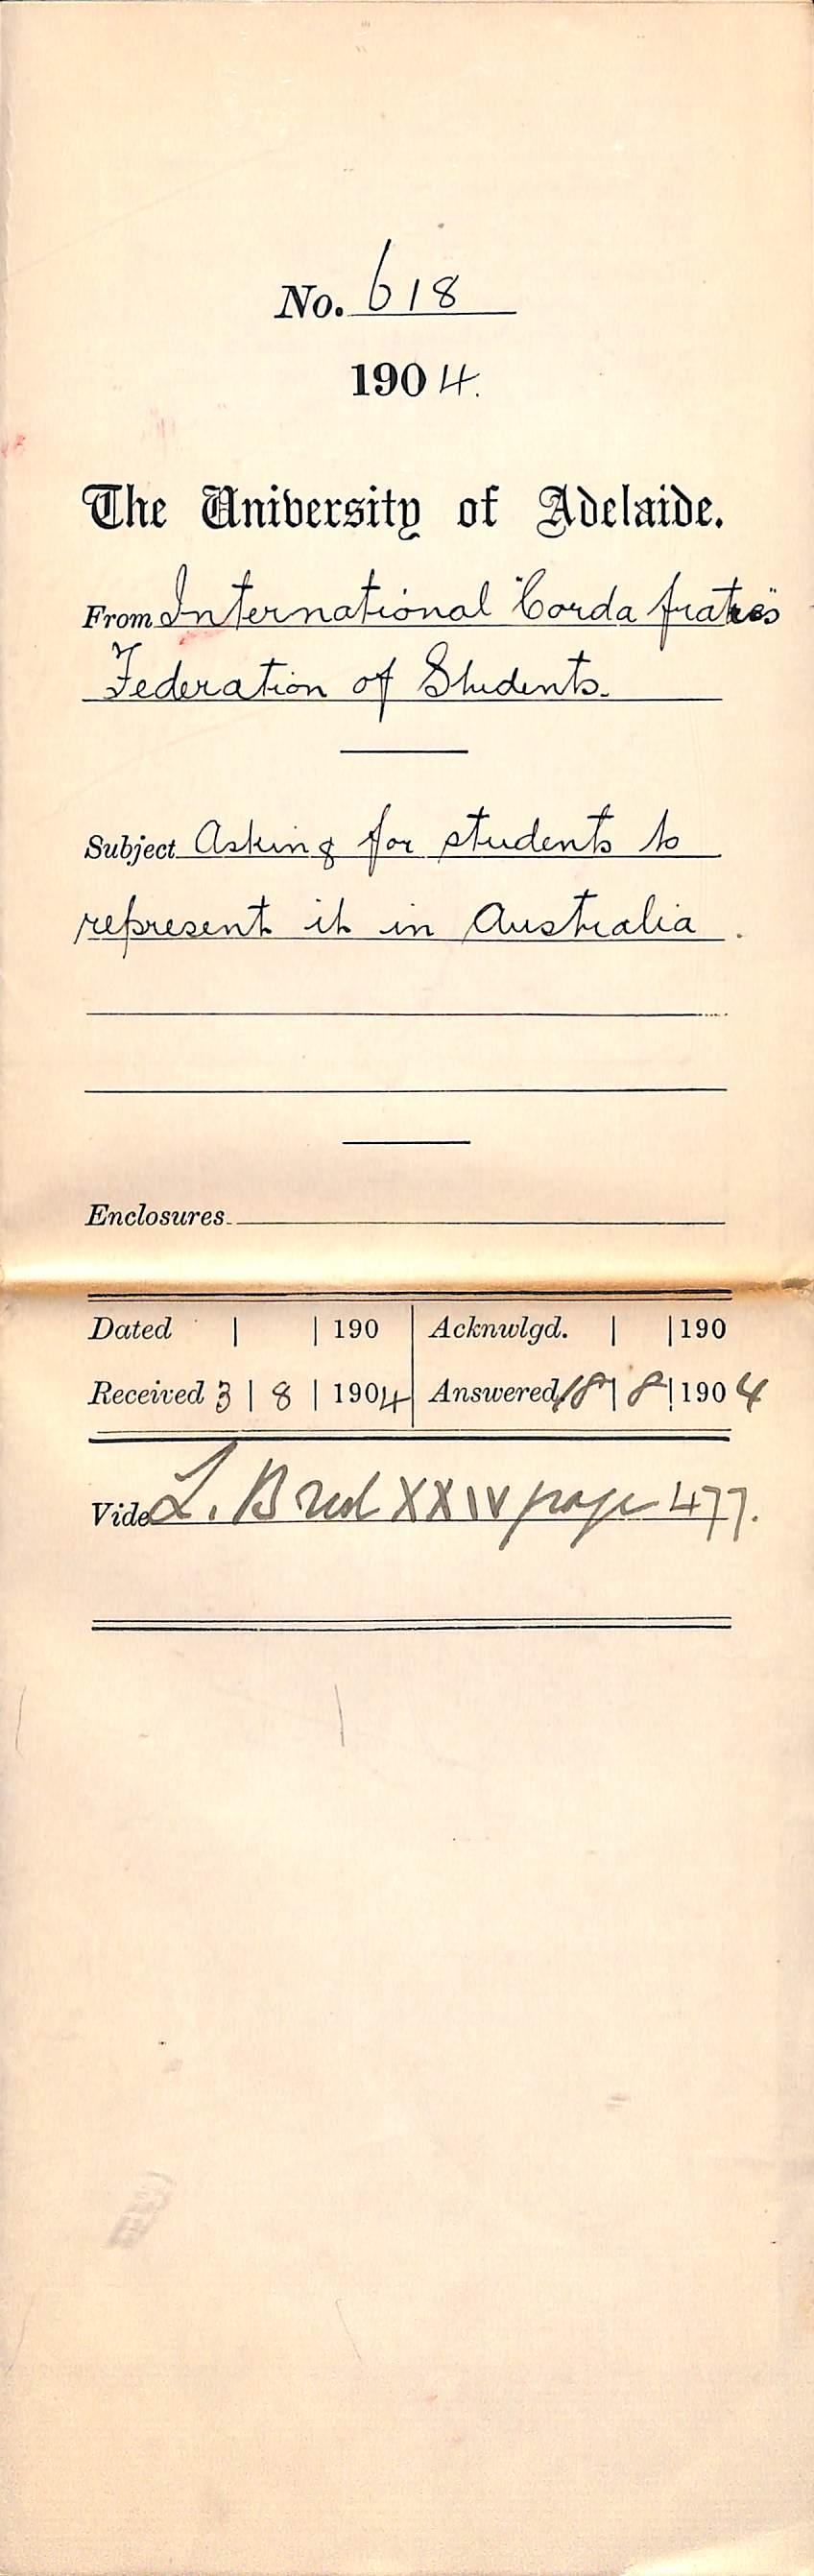 No. 618
1904.
The University of Adelaide.
From International "Corda fratres"
Federation of Students.
Subject Asking for students to
represent it in Australia.
Enclosures
Dated | | 190 Acknwlgd. | | 190
Received 3 | 8 | 1904 Answered 18 | 8 | 1904
Vide L. B red XXIV page 477.